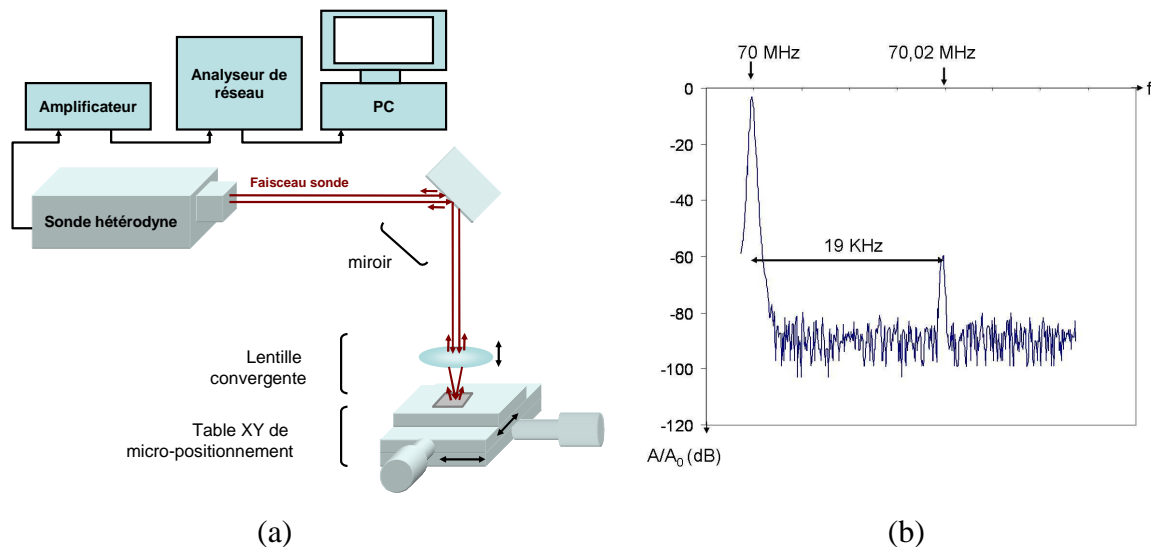 Amplificateur
Analyseur de
réseau
PC
Faisceau sonde
Sonde hétérodyne
miroir
Lentille
convergente
Table XY de
micro-positionnement
(a)
70 MHz
70,02 MHz
0
f
-20
-40
19 KHz
-60
-80
-100
-120
A/A₀ (dB)
(b)